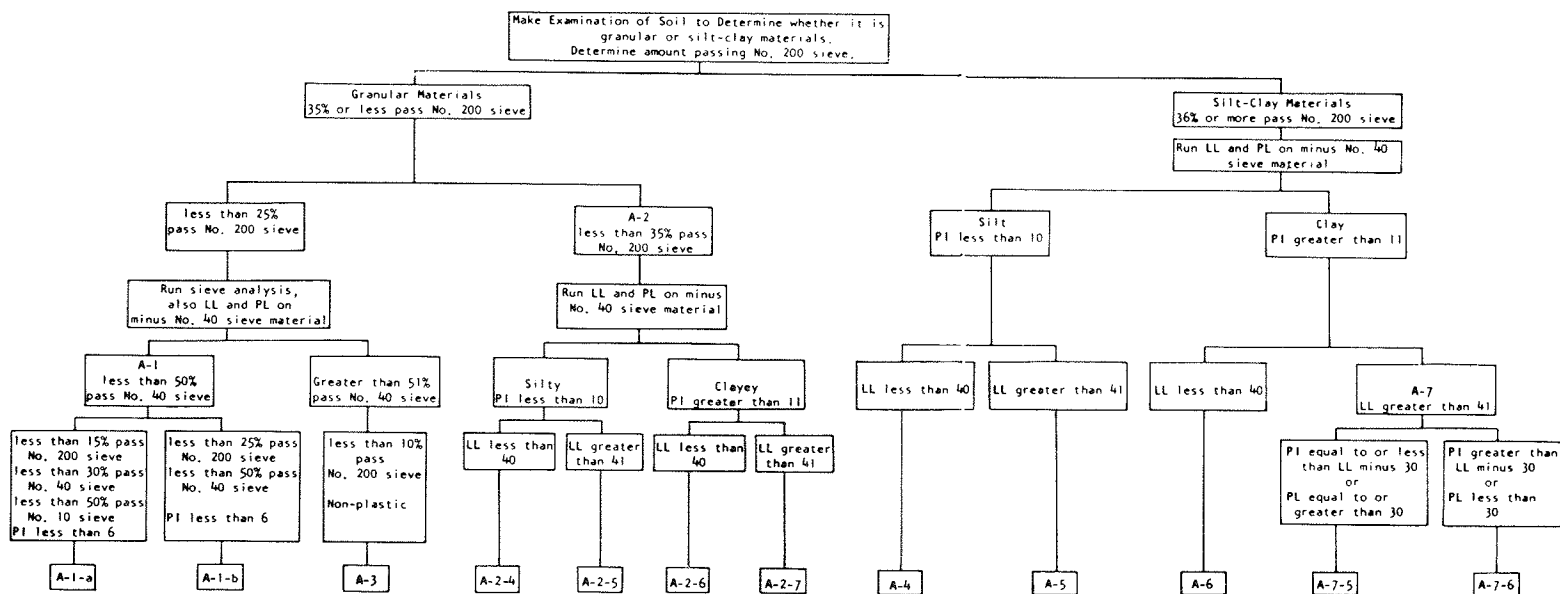 Make Examination of Soil to Determine whether it is
granular or silt-clay materials.
Determine amount passing No. 200 sieve.
Granular Materials
35% or less pass No. 200 sieve
Silt-Clay Materials
36% or more pass No. 200 sieve
Run LL and PL on minus No. 40
sieve material
less than 25%
pass No. 200 sieve
A-2
less than 35% pass
No. 200 sieve
Silt
PI less than 10
Clay
PI greater than 11
Run sieve analysis,
also LL and PL on
minus No. 40 sieve material
Run LL and PL on minus
No. 40 sieve material
A-1
less than 50%
pass No. 40 sieve
Greater than 51%
pass No. 40 sieve
Silty
PI less than 10
Clayey
PI greater than 11
LL less than 40
LL greater than 41
LL less than 40
A-7
LL greater than 41
less than 15% pass
No. 200 sieve
less than 30% pass
No. 40 sieve
less than 50% pass
No. 10 sieve
PI less than 6
less than 25% pass
No. 200 sieve
less than 50% pass
No. 40 sieve
PI less than 6
less than 10%
pass
No. 200 sieve
Non-plastic
LL less than
40
LL greater
than 41
LL less than
40
LL greater
than 41
PI equal to or less
than LL minus 30
or
PL equal to or
greater than 30
PI greater than
LL minus 30
or
PL less than
30
A-1-a
A-1-b
A-3
A-2-4
A-2-5
A-2-6
A-2-7
A-4
A-5
A-6
A-7-5
A-7-6